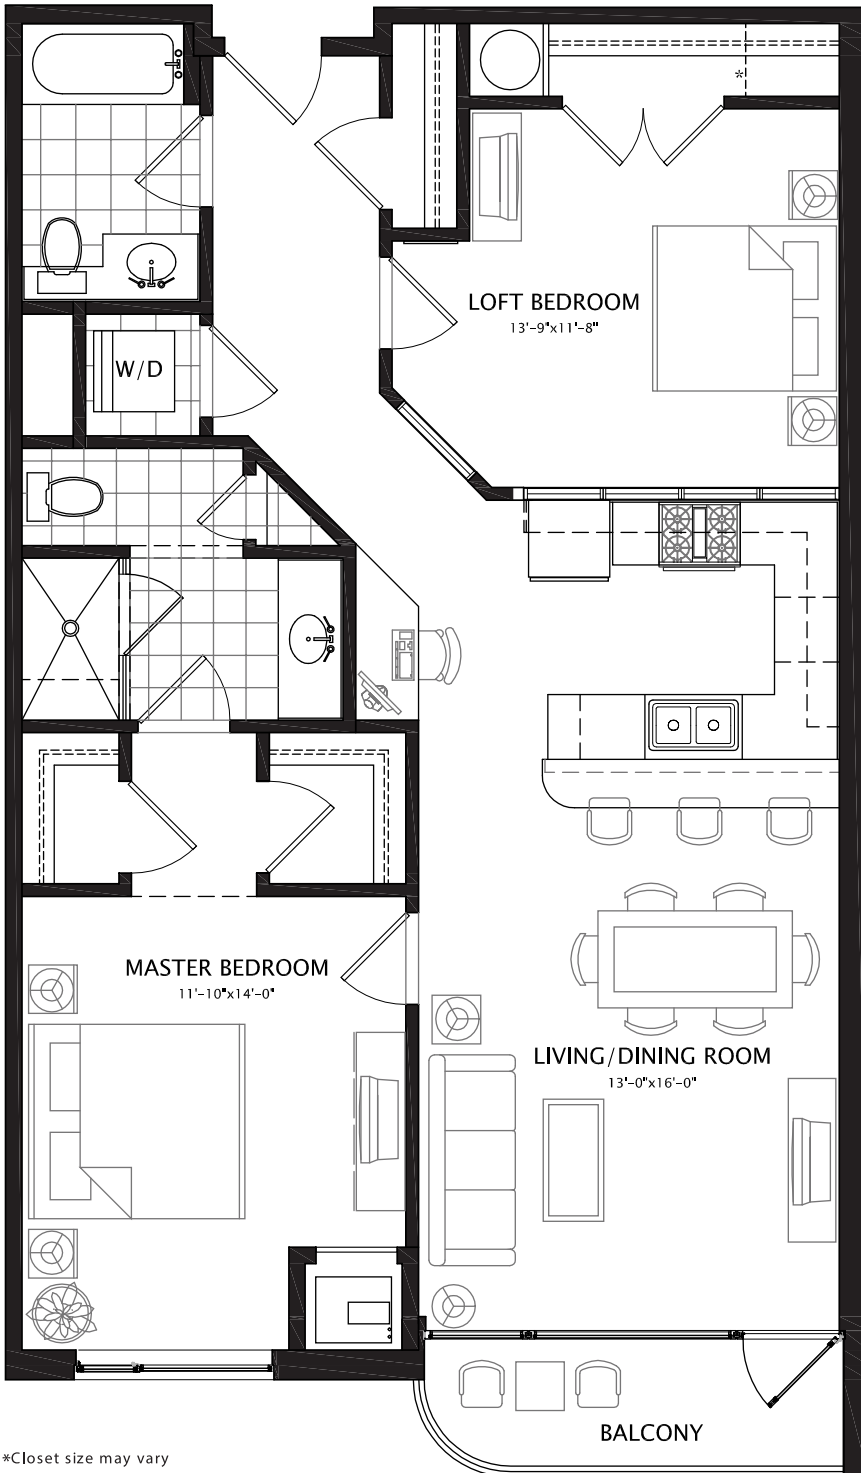 *
LOFT BEDROOM
13'-9"x11'-8"
W/D
MASTER BEDROOM
11'-10"x14'-0"
LIVING/DINING ROOM
13'-0"x16'-0"
BALCONY
*Closet size may vary